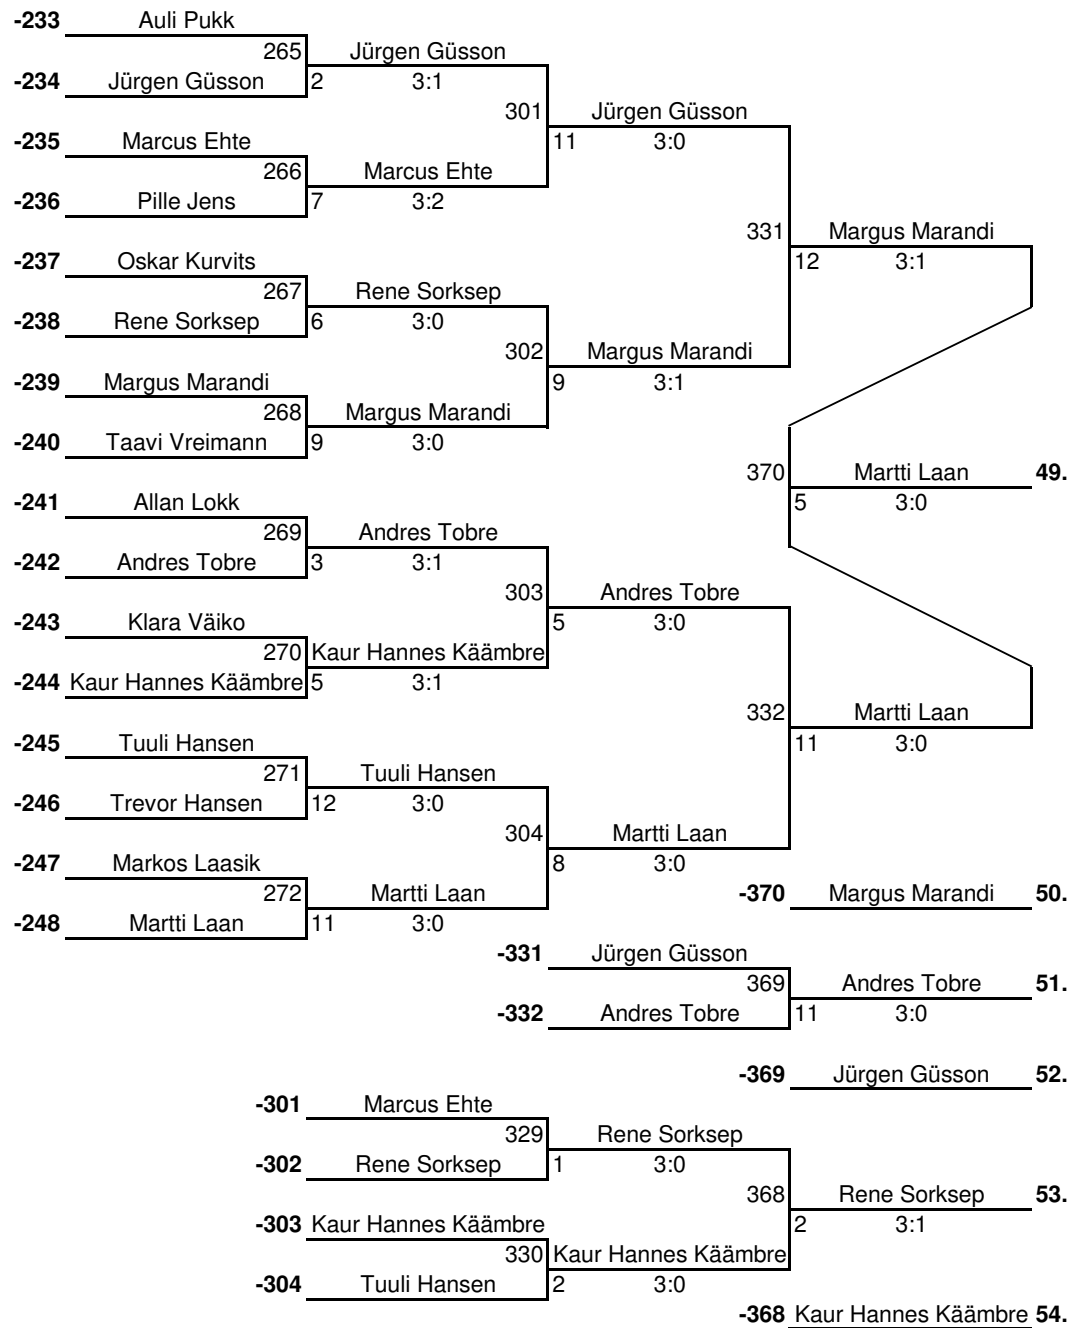 -233 Auli Pukk
265 Jürgen Güsson
-234 Jürgen Güsson 2 3:1
301 Jürgen Güsson
-235 Marcus Ehte 11 3:0
266 Marcus Ehte
-236 Pille Jens 7 3:2
331 Margus Marandi
-237 Oskar Kurvits 12 3:1
267 Rene Sorksep
-238 Rene Sorksep 6 3:0
302 Margus Marandi
-239 Margus Marandi 9 3:1
268 Margus Marandi
-240 Taavi Vreimann 9 3:0
370 Martti Laan 49.
-241 Allan Lokk 5 3:0
269 Andres Tobre
-242 Andres Tobre 3 3:1
303 Andres Tobre
-243 Klara Väiko 5 3:0
270 Kaur Hannes Käämbre
-244 Kaur Hannes Käämbre 5 3:1
332 Martti Laan
-245 Tuuli Hansen 11 3:0
271 Tuuli Hansen
-246 Trevor Hansen 12 3:0
304 Martti Laan
-247 Markos Laasik 8 3:0
272 Martti Laan -370 Margus Marandi 50.
-248 Martti Laan 11 3:0
-331 Jürgen Güsson
369 Andres Tobre 51.
-332 Andres Tobre 11 3:0
-369 Jürgen Güsson 52.
-301 Marcus Ehte
329 Rene Sorksep
-302 Rene Sorksep 1 3:0
368 Rene Sorksep 53.
-303 Kaur Hannes Käämbre 2 3:1
330 Kaur Hannes Käämbre
-304 Tuuli Hansen 2 3:0
-368 Kaur Hannes Käämbre 54.